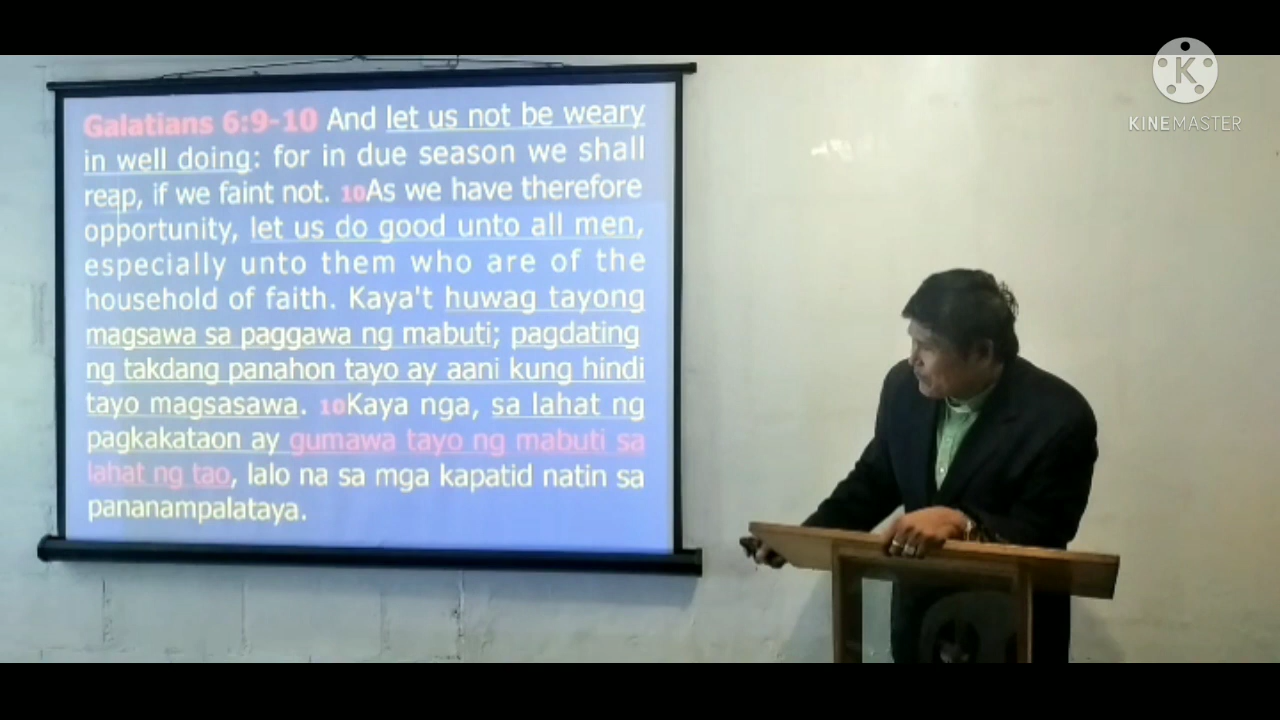 Galatians 6:9-10 And let us not be weary
in well doing: for in due season we shall
reap, if we faint not. 10As we have therefore
opportunity, let us do good unto all men,
especially unto them who are of the
household of faith. Kaya't huwag tayong
magsawa sa paggawa ng mabuti; pagdating
ng takdang panahon tayo ay aani kung hindi
tayo magsasawa. 10Kaya nga, sa lahat ng
pagkakataon ay gumawa tayo ng mabuti sa
lahat ng tao, lalo na sa mga kapatid natin sa
pananampalataya.
K
KINEMASTER